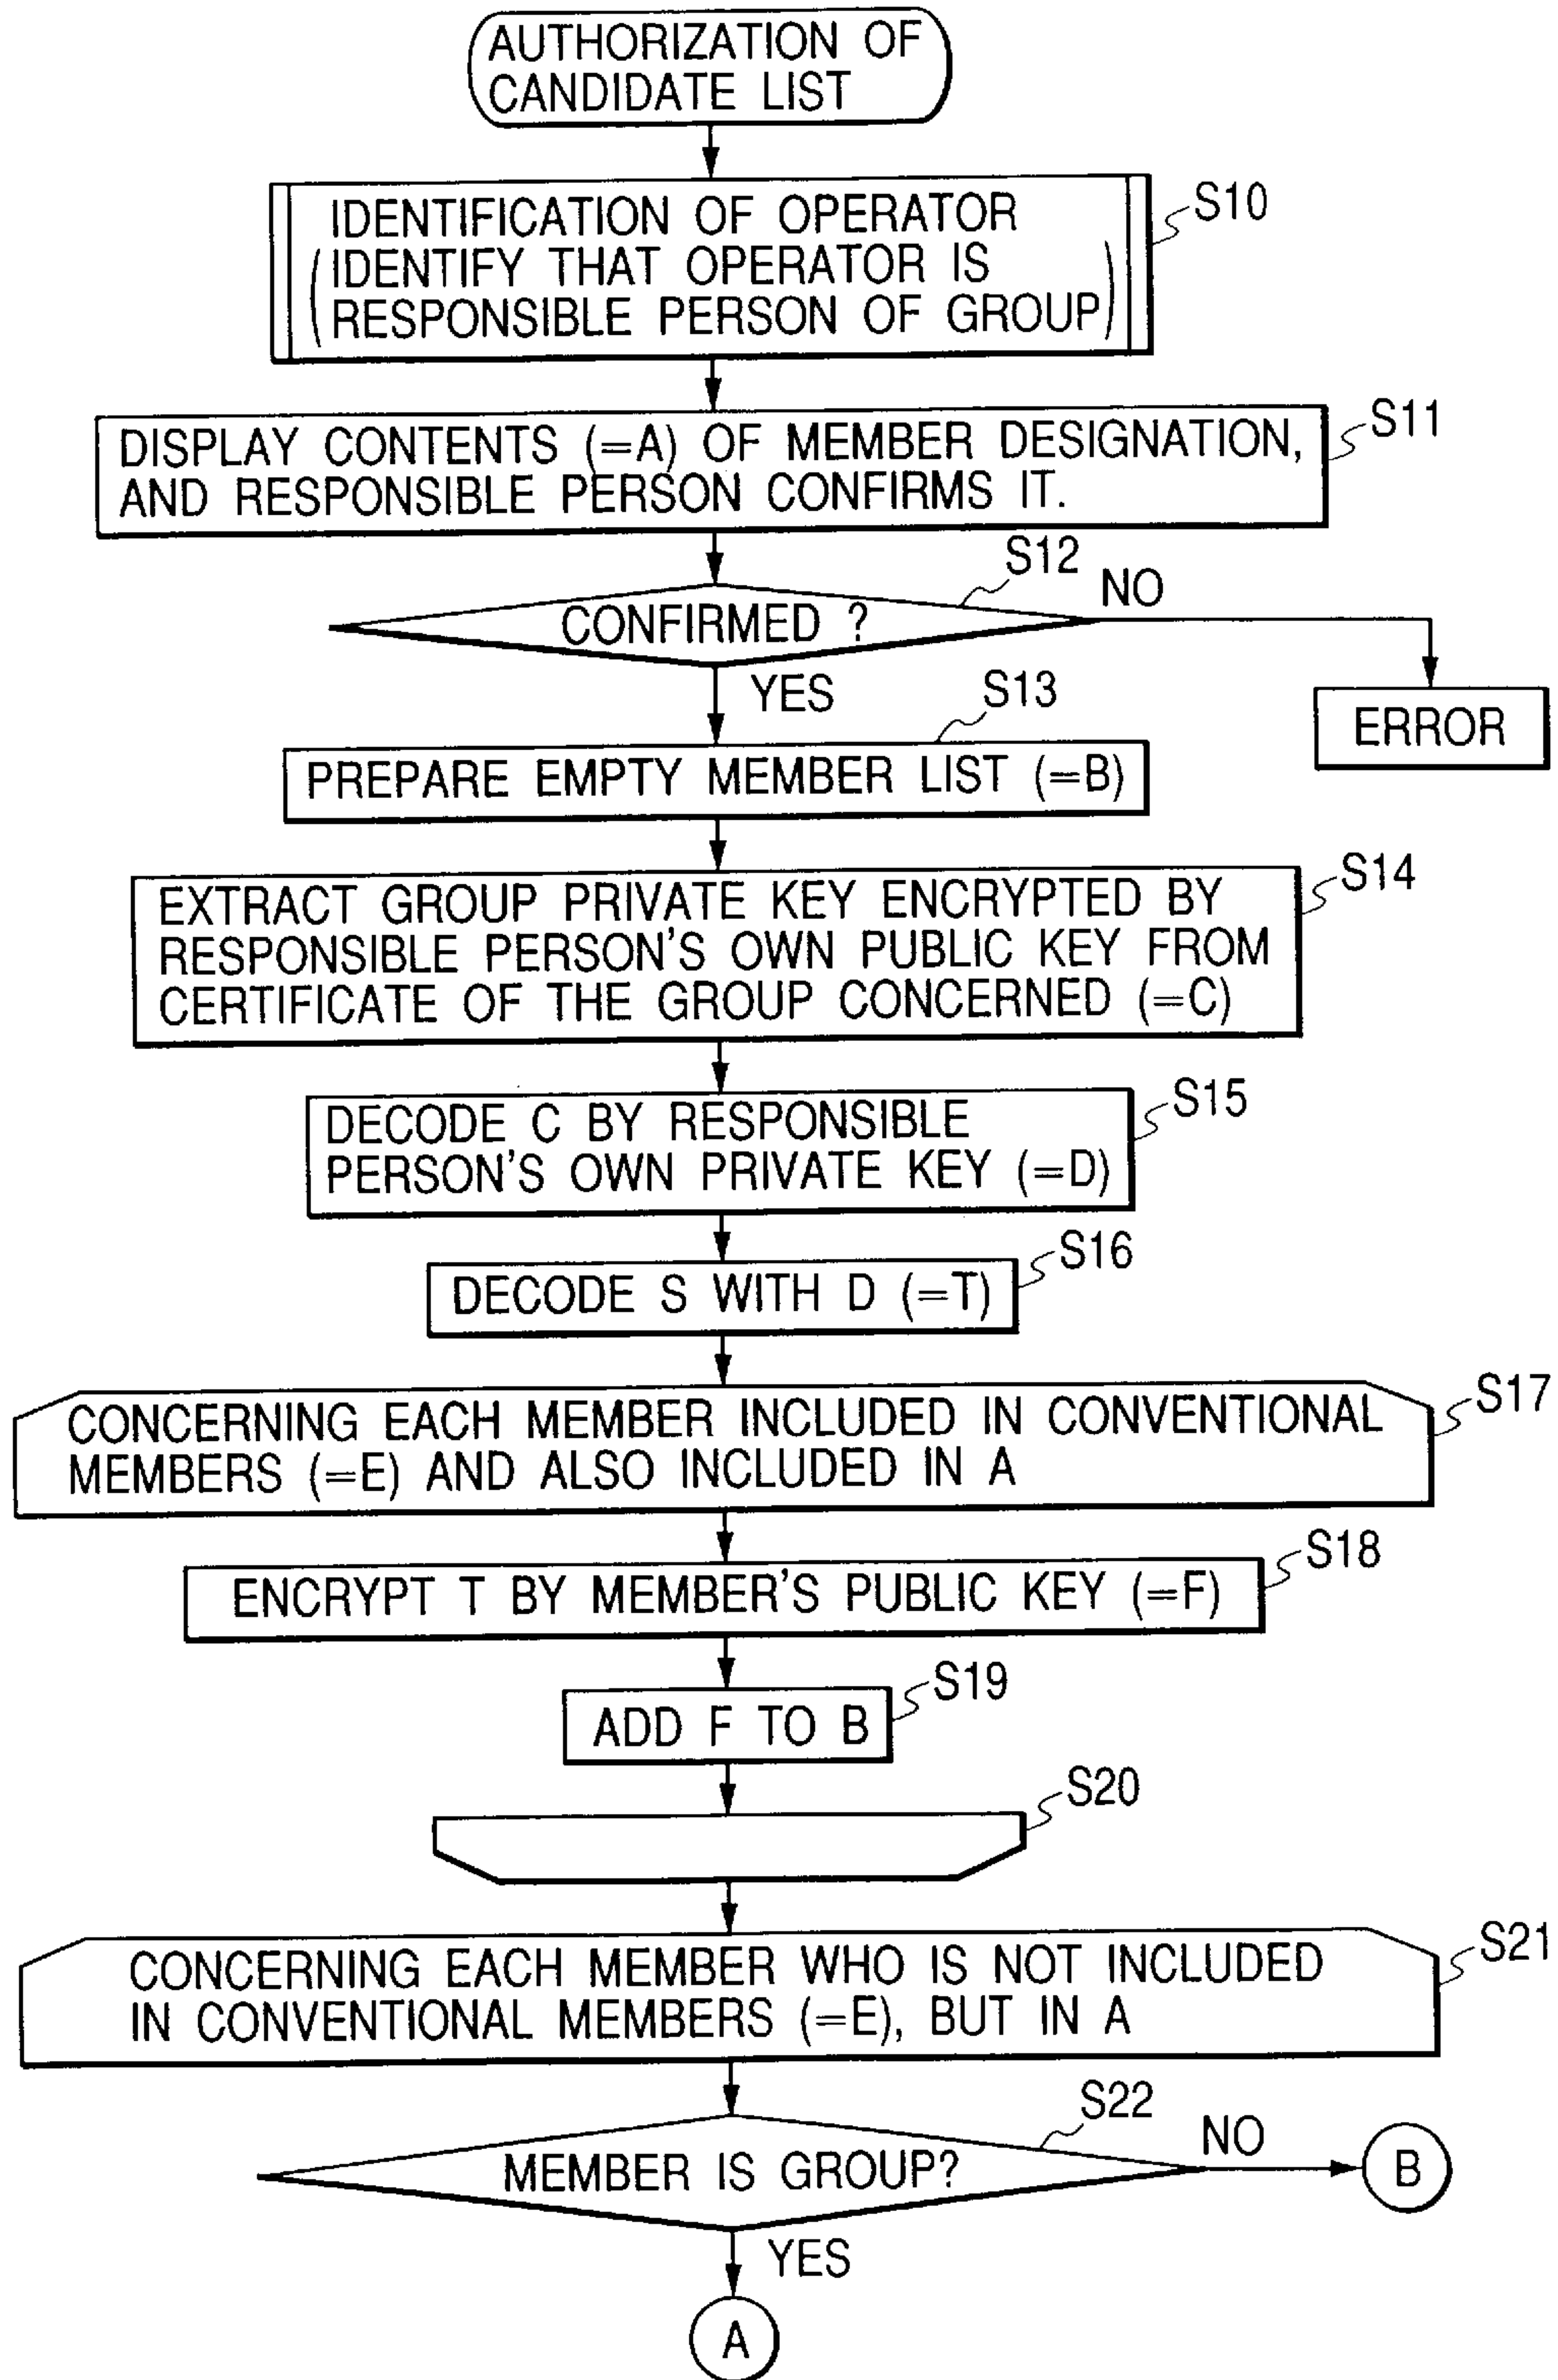 AUTHORIZATION OF
CANDIDATE LIST
IDENTIFICATION OF OPERATOR
(IDENTIFY THAT OPERATOR IS
RESPONSIBLE PERSON OF GROUP)
S10
DISPLAY CONTENTS (=A) OF MEMBER DESIGNATION,
AND RESPONSIBLE PERSON CONFIRMS IT.
S11
CONFIRMED ?
S12
NO
ERROR
YES
S13
PREPARE EMPTY MEMBER LIST (=B)
EXTRACT GROUP PRIVATE KEY ENCRYPTED BY
RESPONSIBLE PERSON'S OWN PUBLIC KEY FROM
CERTIFICATE OF THE GROUP CONCERNED (=C)
S14
DECODE C BY RESPONSIBLE
PERSON'S OWN PRIVATE KEY (=D)
S15
DECODE S WITH D (=T)
S16
CONCERNING EACH MEMBER INCLUDED IN CONVENTIONAL
MEMBERS (=E) AND ALSO INCLUDED IN A
S17
ENCRYPT T BY MEMBER'S PUBLIC KEY (=F)
S18
ADD F TO B
S19
S20
CONCERNING EACH MEMBER WHO IS NOT INCLUDED
IN CONVENTIONAL MEMBERS (=E), BUT IN A
S21
MEMBER IS GROUP?
S22
NO
B
YES
A